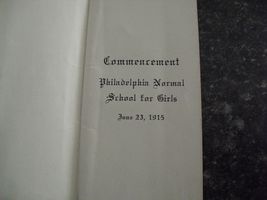 Commencement
Philadelphia Normal
School for Girls
June 23, 1915